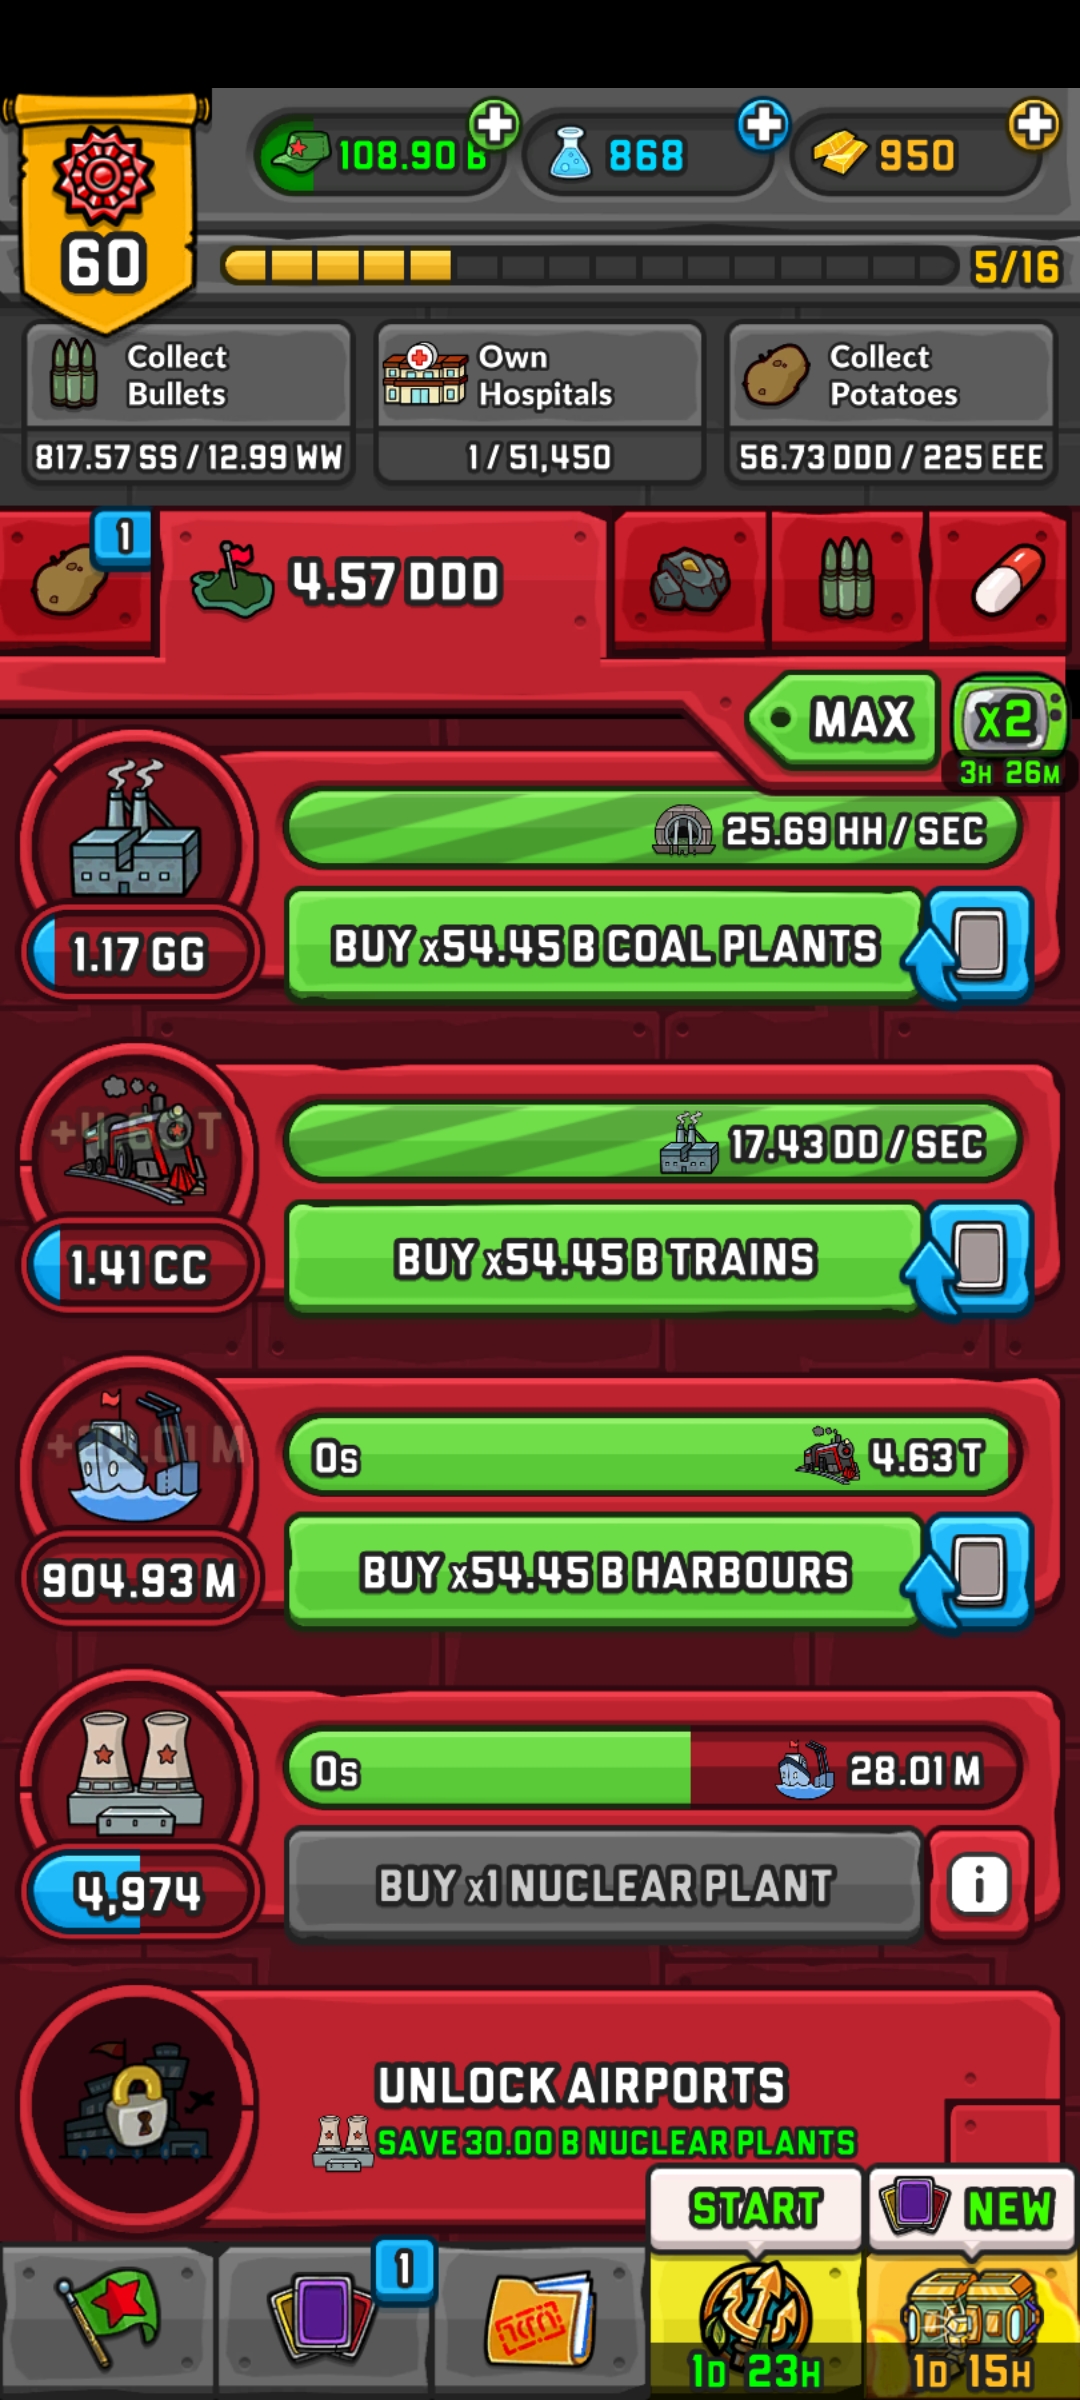 60
108.90 B
868
950
5/16
Collect
Bullets
817.57 SS / 12.99 WW
Own
Hospitals
1 / 51,450
Collect
Potatoes
56.73 DDD / 225 EEE
1
4.57 DDD
MAX
x2
3H 26M
25.69 HH / SEC
1.17 GG
BUY x54.45 B COAL PLANTS
17.43 DD / SEC
1.41 CC
BUY x54.45 B TRAINS
0s
4.63 T
904.93 M
BUY x54.45 B HARBOURS
0s
28.01 M
4,974
BUY x1 NUCLEAR PLANT
i
UNLOCK AIRPORTS
SAVE 30.00 B NUCLEAR PLANTS
START
NEW
1
1D 23H
1D 15H